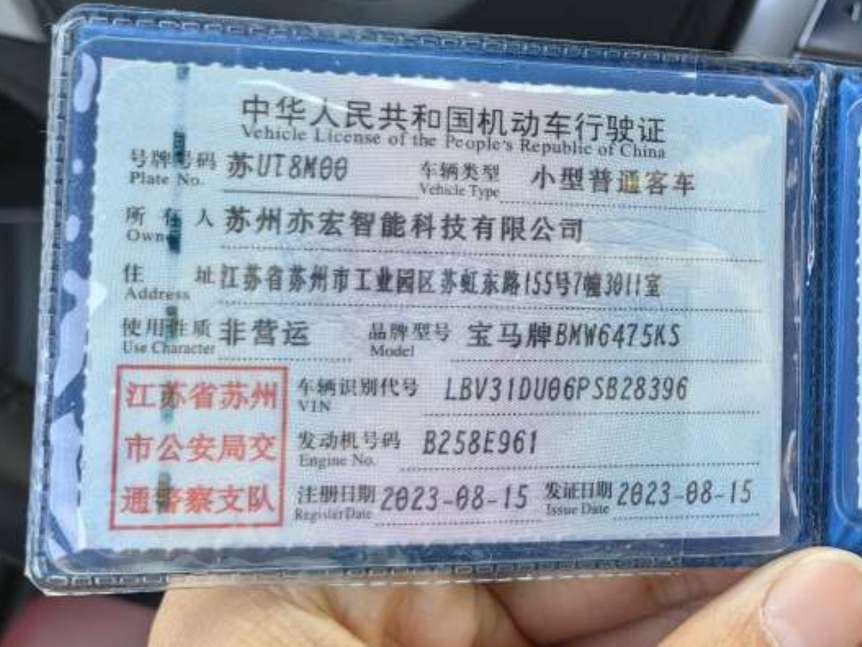 中华人民共和国机动车行驶证
Vehicle License of the People's Republic of China
号牌号码 苏UT8M00 车辆类型 小型普通客车
Plate No. Vehicle Type
所有人 苏州亦宏智能科技有限公司
Owner
住址 江苏省苏州市工业园区苏虹东路155号7幢3011室
Address
使用性质 非营运 品牌型号 宝马牌BMW6475KS
Use Character Model
江苏省苏州
市公安局交
通警察支队
车辆识别代号 LBV31DU06PSB28396
VIN
发动机号码 B258E961
Engine No.
注册日期 2023-08-15 发证日期 2023-08-15
Register Date Issue Date